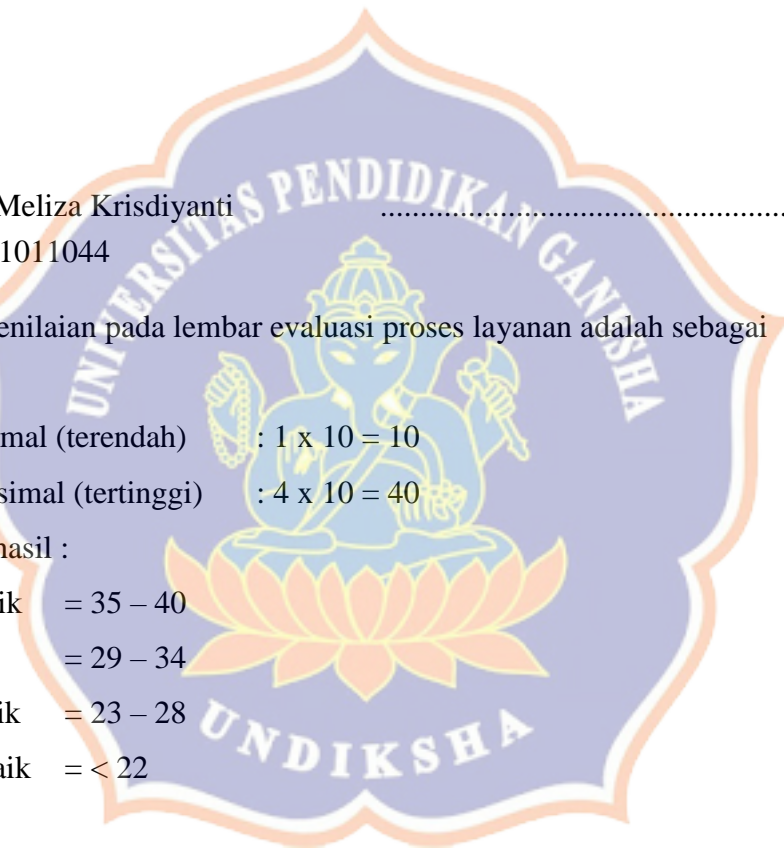 Meliza Krisdiyanti ..................................................
1011044
enilaian pada lembar evaluasi proses layanan adalah sebagai
mal (terendah) : 1 x 10 = 10
simal (tertinggi) : 4 x 10 = 40
hasil :
ik = 35 – 40
= 29 – 34
ik = 23 – 28
aik = < 22
UNIVERSITAS PENDIDIKAN GANESHA
UNDIKSHA